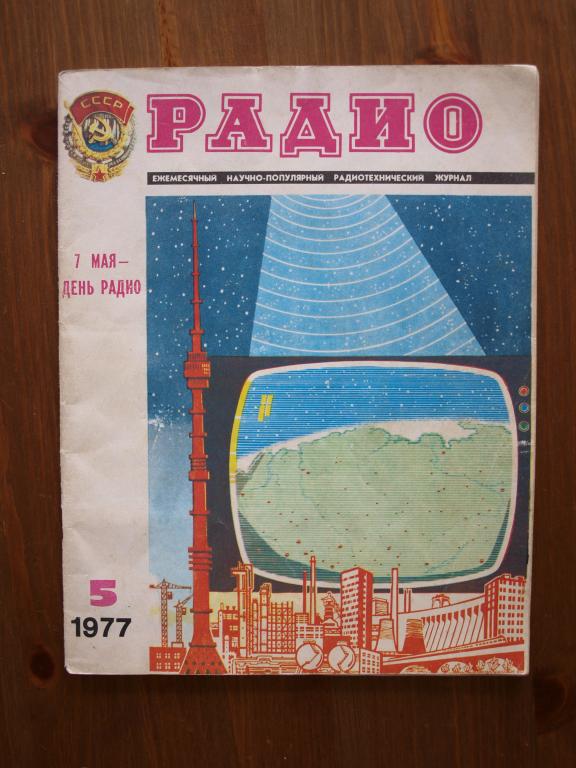 СССР
РАДИО
ЕЖЕМЕСЯЧНЫЙ НАУЧНО-ПОПУЛЯРНЫЙ РАДИОТЕХНИЧЕСКИЙ ЖУРНАЛ
7 МАЯ—
ДЕНЬ РАДИО
5
1977